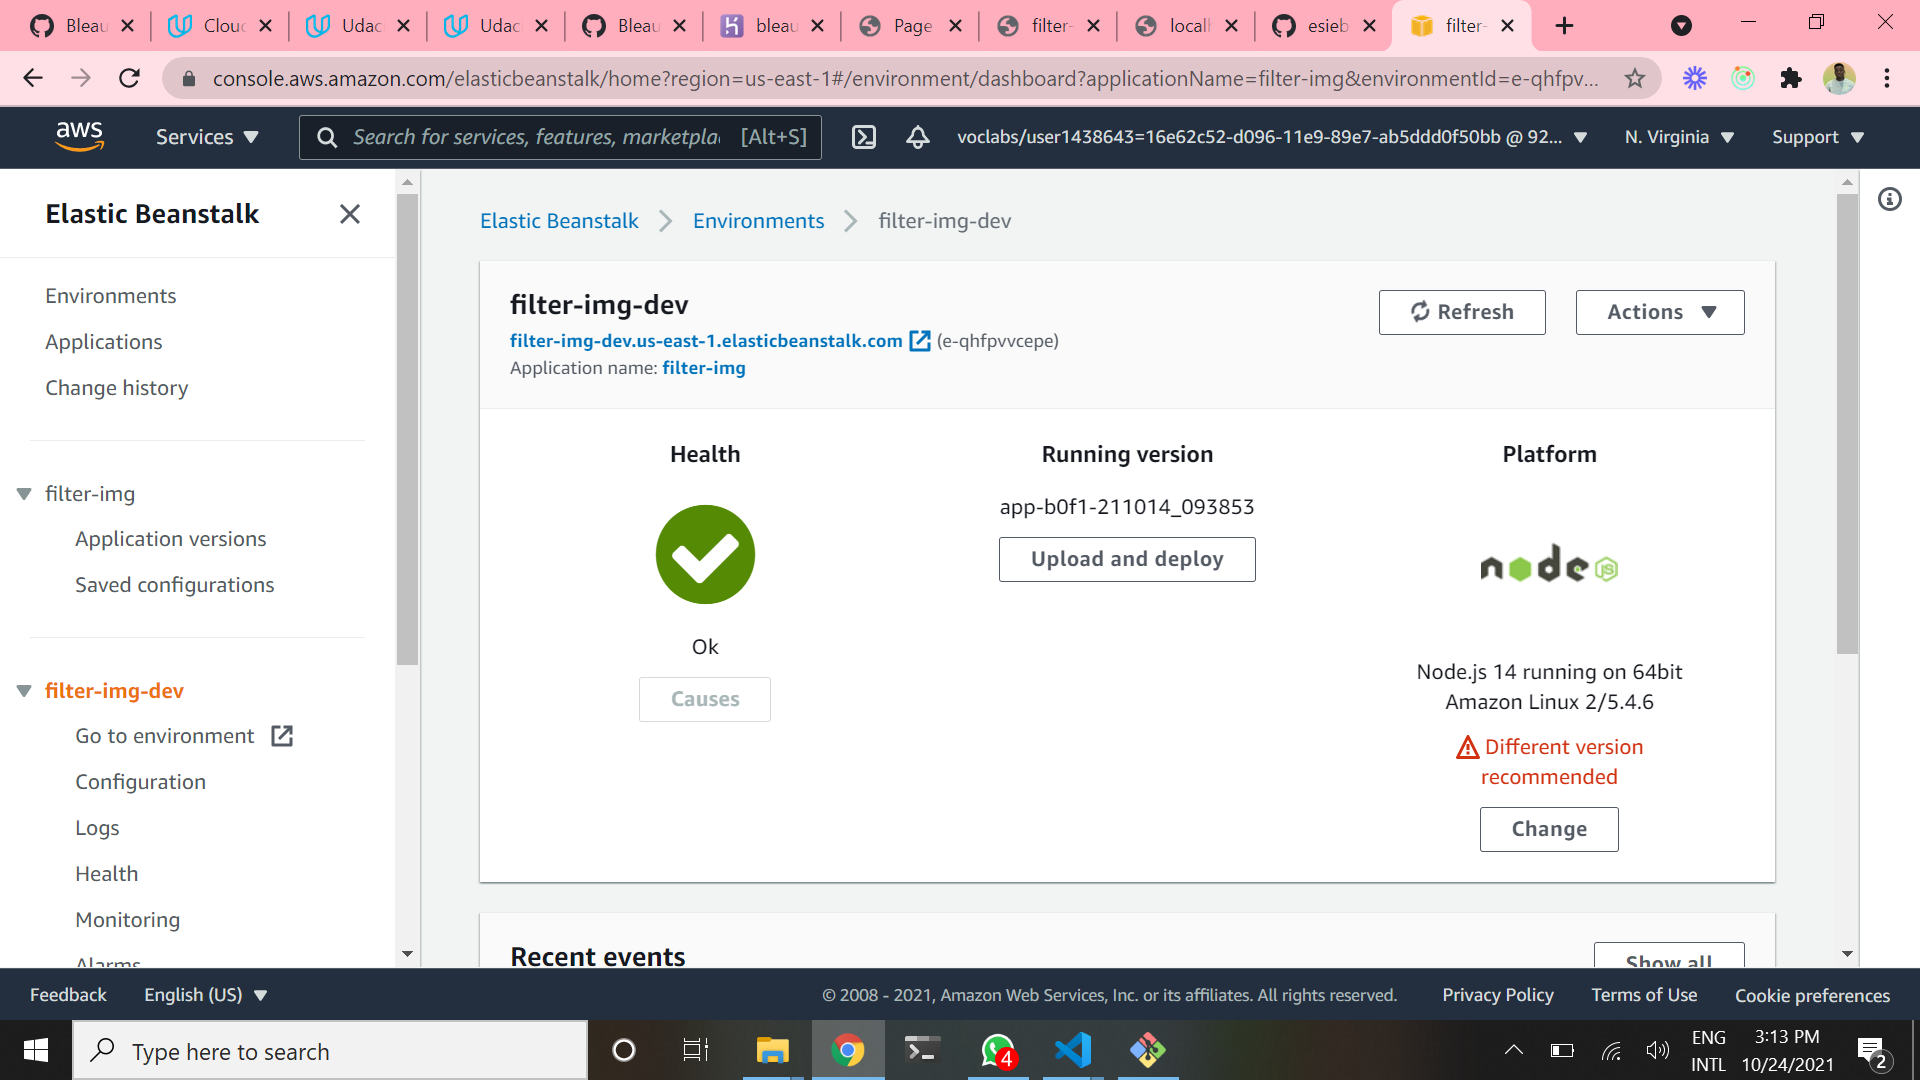 Bleau
Clouc
Udac
Udac
Bleau
bleau
Page
filter-
localh
esieb
filter-
console.aws.amazon.com/elasticbeanstalk/home?region=us-east-1#/environment/dashboard?applicationName=filter-img&environmentId=e-qhfpv...
aws
Services
Search for services, features, marketpla
[Alt+S]
voclabs/user1438643=16e62c52-d096-11e9-89e7-ab5ddd0f50bb @ 92...
N. Virginia
Support
Elastic Beanstalk
Environments
Applications
Change history
filter-img
Application versions
Saved configurations
filter-img-dev
Go to environment
Configuration
Logs
Health
Monitoring
Alarms
Elastic Beanstalk
Environments
filter-img-dev
filter-img-dev
filter-img-dev.us-east-1.elasticbeanstalk.com (e-qhfpvvcepe)
Application name: filter-img
Refresh
Actions
Health
Ok
Causes
Running version
app-b0f1-211014_093853
Upload and deploy
Platform
node JS
Node.js 14 running on 64bit
Amazon Linux 2/5.4.6
Different version
recommended
Change
Recent events
Show all
Feedback
English (US)
© 2008 - 2021, Amazon Web Services, Inc. or its affiliates. All rights reserved.
Privacy Policy
Terms of Use
Cookie preferences
Type here to search
4
ENG
INTL
3:13 PM
10/24/2021
2